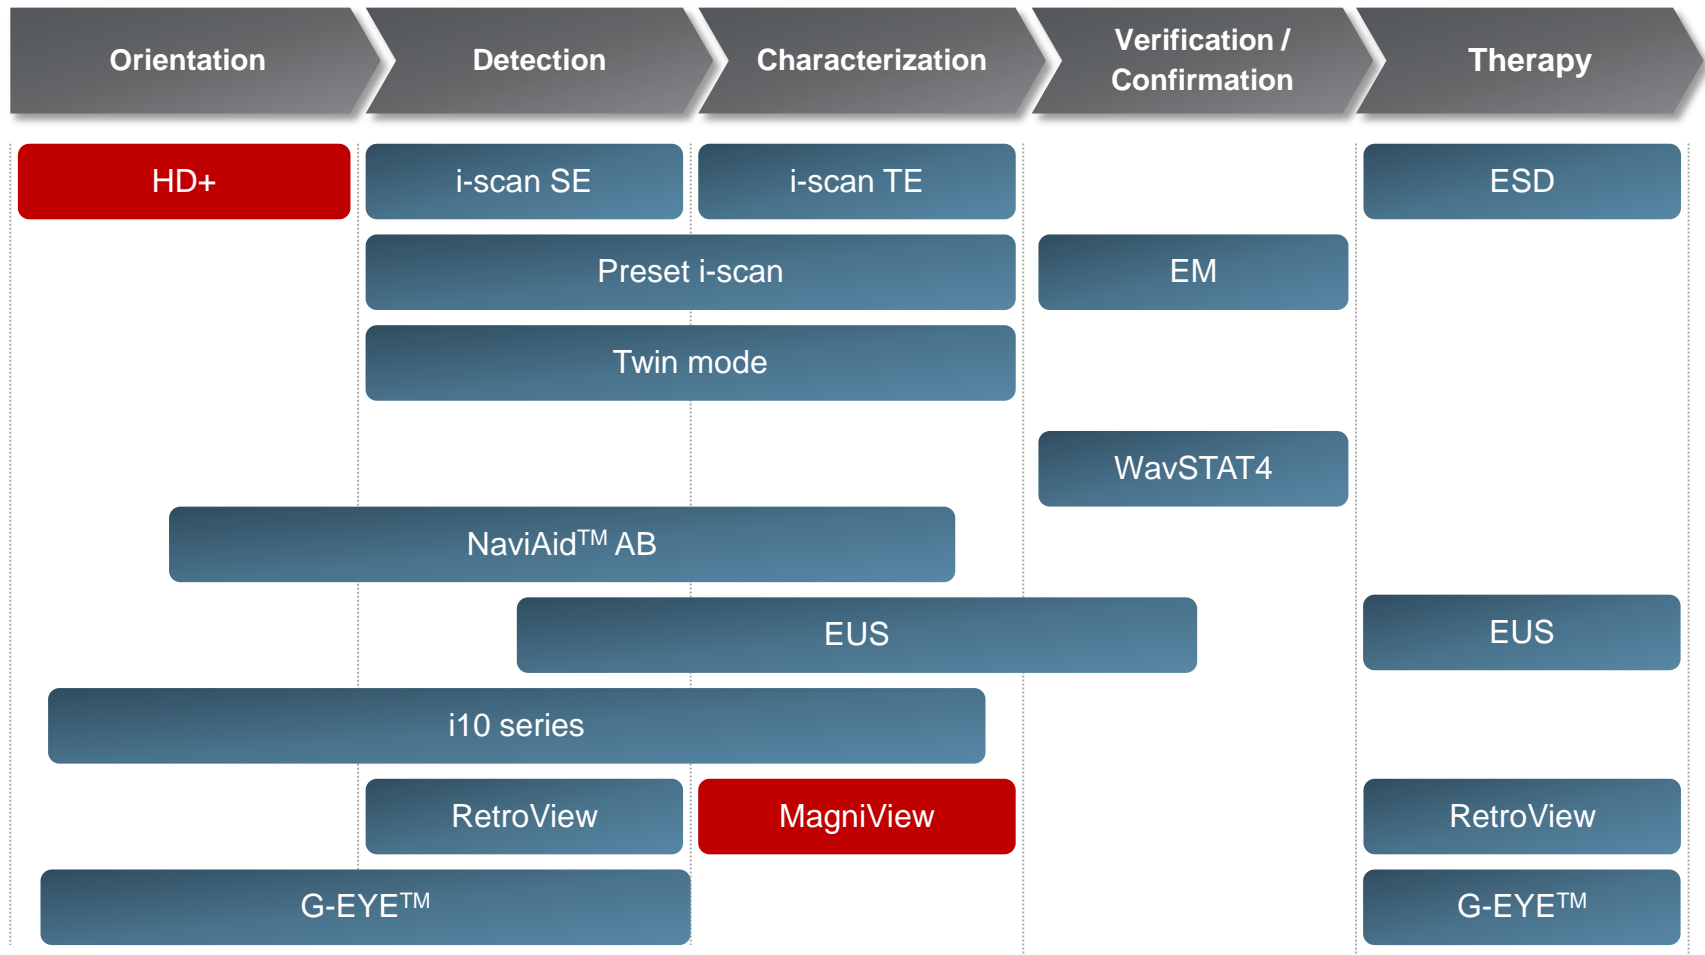 Orientation
Detection
Characterization
Verification /
Confirmation
Therapy
HD+
i-scan SE
i-scan TE
ESD
Preset i-scan
EM
Twin mode
WavSTAT4
NaviAid™ AB
EUS
EUS
i10 series
RetroView
MagniView
RetroView
G-EYE™
G-EYE™